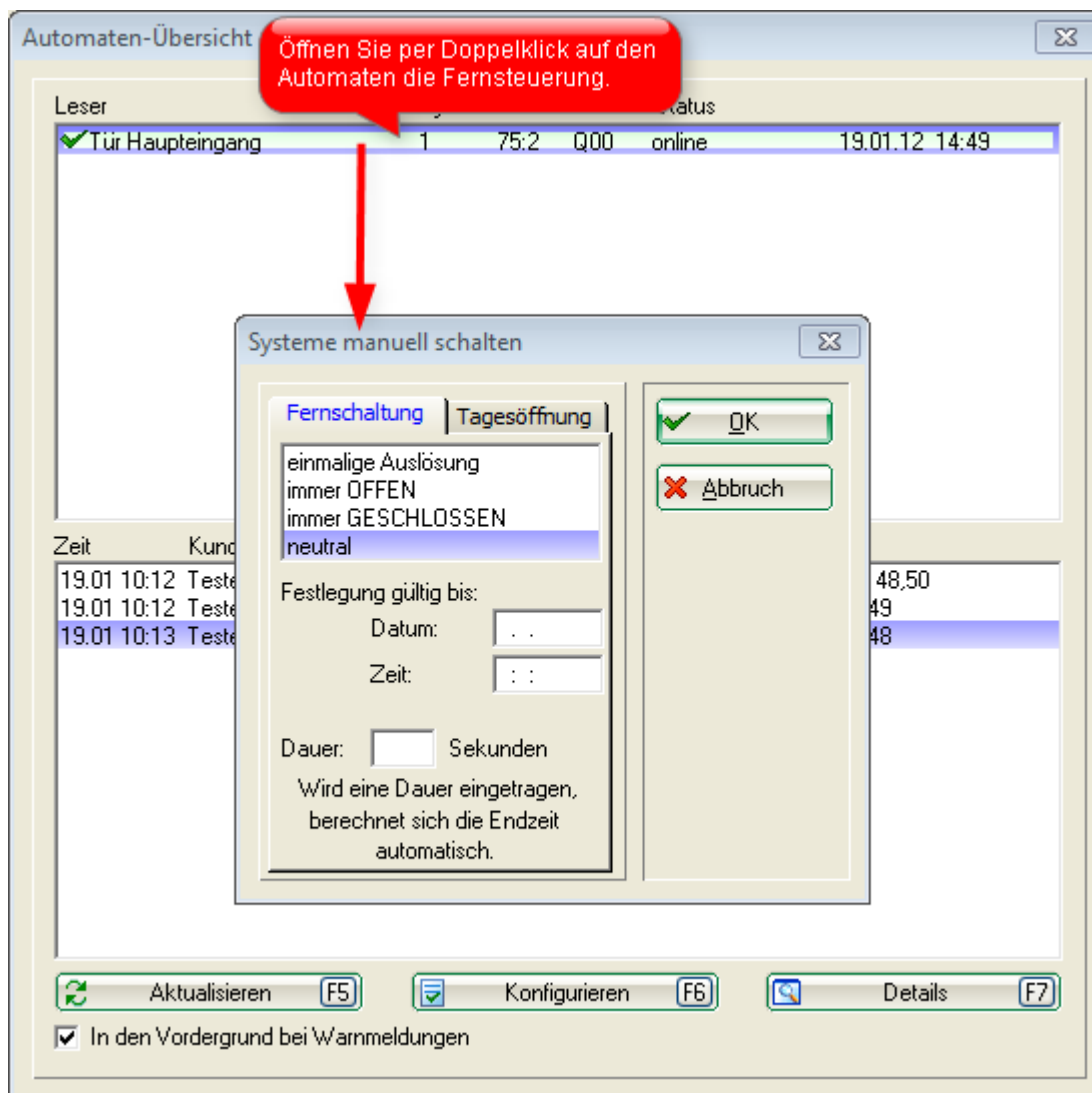 Automaten-Übersicht
Öffnen Sie per Doppelklick auf den
Automaten die Fernsteuerung.
Leser
Tür Haupteingang 1 75:2 Q00 online 19.01.12 14:49
Systeme manuell schalten
Fernschaltung Tagesöffnung
einmalige Auslösung
immer OFFEN
immer GESCHLOSSEN
neutral
Festlegung gültig bis:
Datum: . .
Zeit: : :
Dauer: Sekunden
Wird eine Dauer eingetragen,
berechnet sich die Endzeit
automatisch.
OK
Abbruch
Zeit
19.01 10:12 48,50
19.01 10:12
19.01 10:13
Aktualisieren F5 Konfigurieren F6 Details F7
In den Vordergrund bei Warnmeldungen